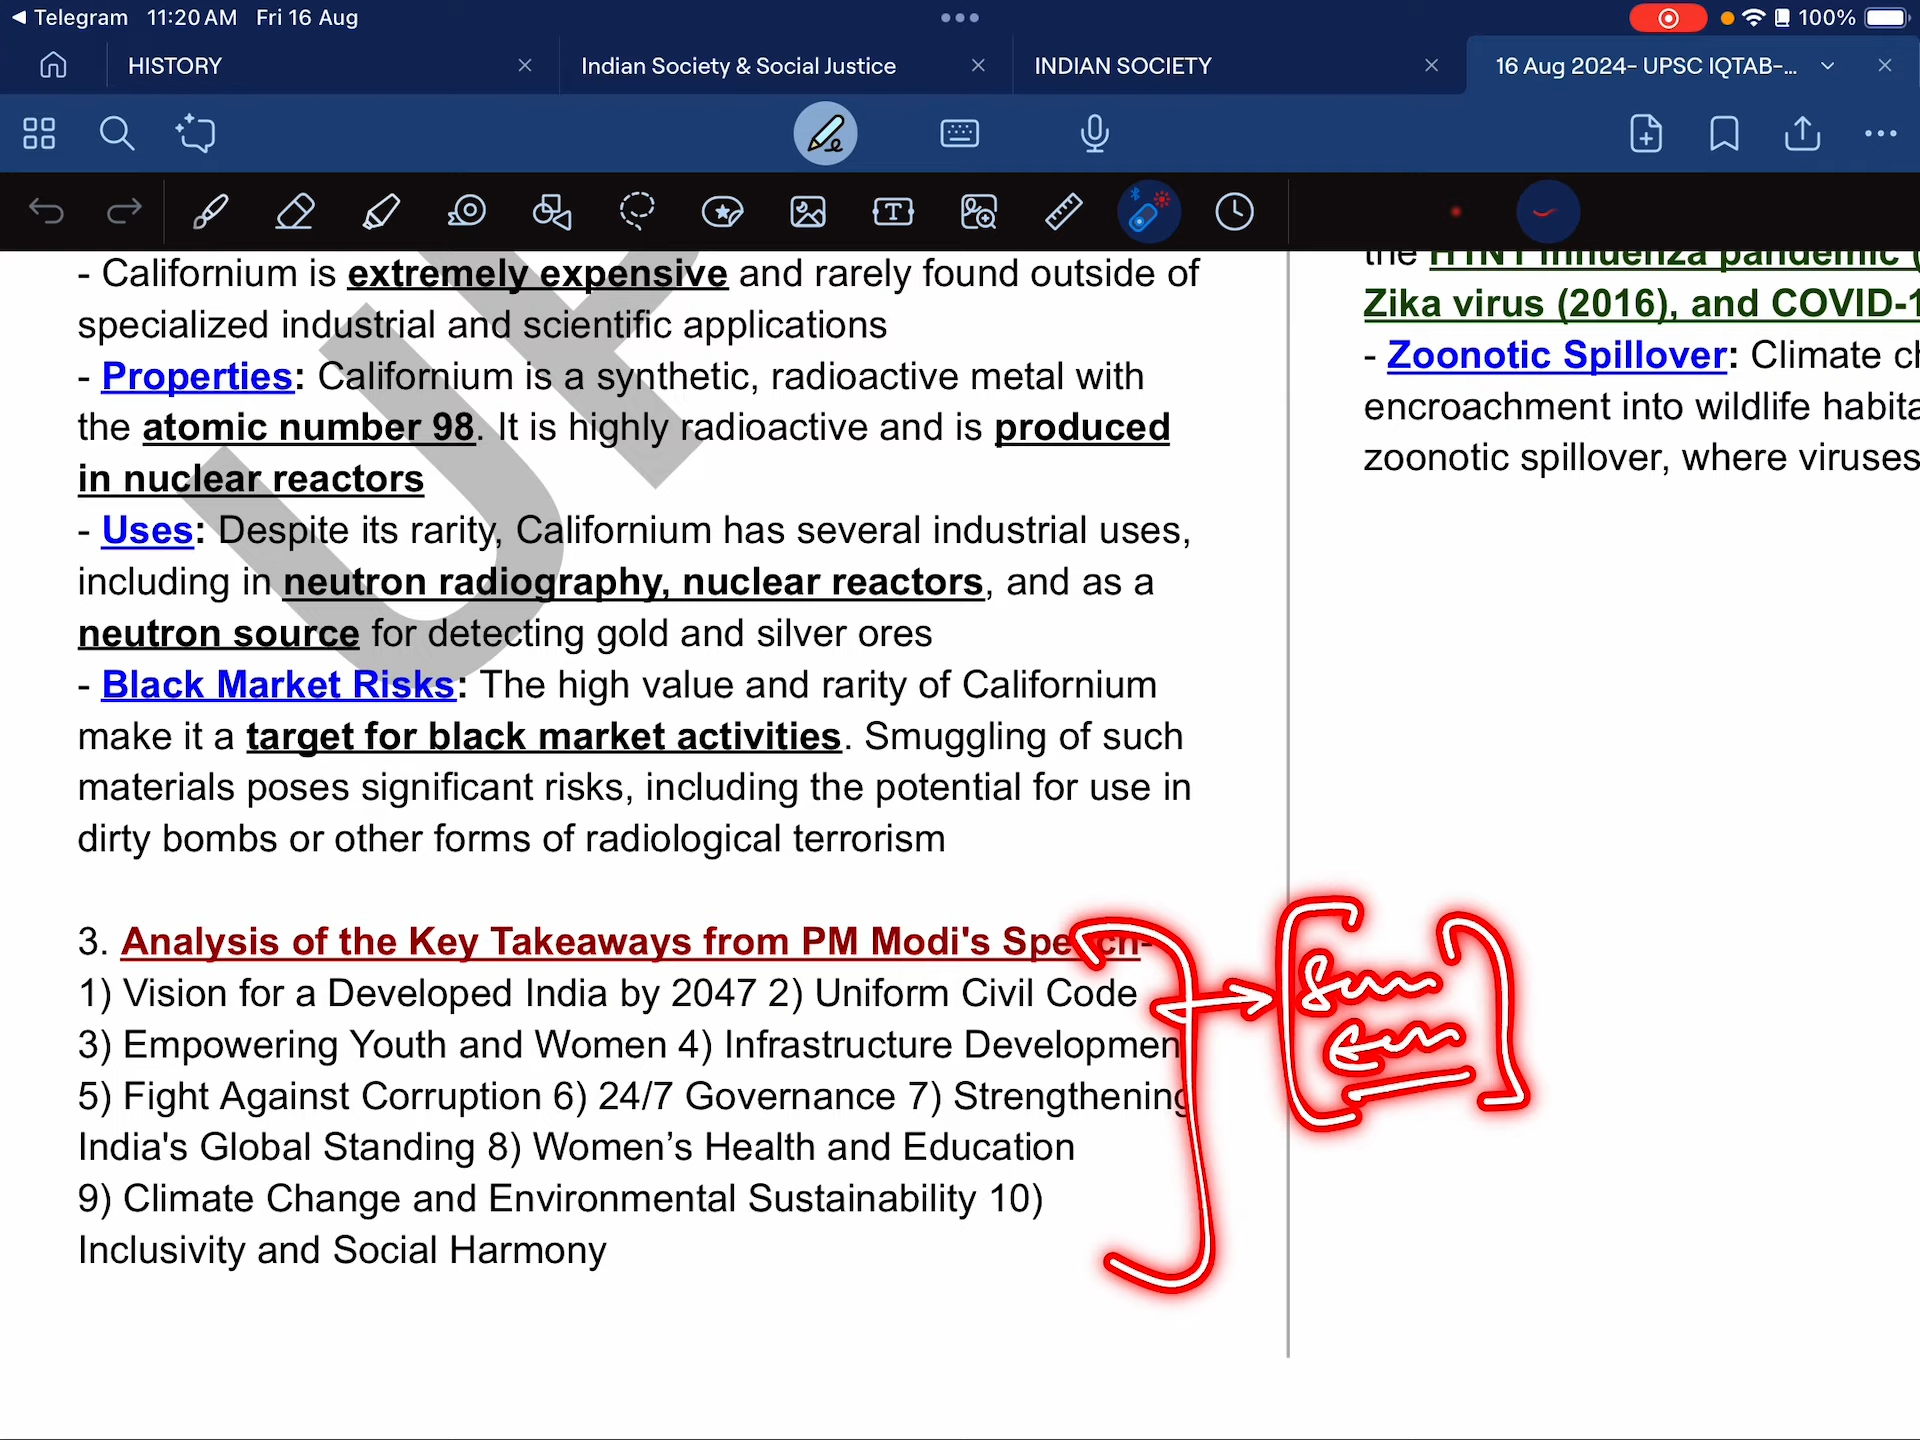 Telegram 11:20 AM Fri 16 Aug 100%
HISTORY Indian Society & Social Justice INDIAN SOCIETY 16 Aug 2024- UPSC IQTAB-...
- Californium is extremely expensive and rarely found outside of
specialized industrial and scientific applications
- Properties: Californium is a synthetic, radioactive metal with
the atomic number 98. It is highly radioactive and is produced
in nuclear reactors
- Uses: Despite its rarity, Californium has several industrial uses,
including in neutron radiography, nuclear reactors, and as a
neutron source for detecting gold and silver ores
- Black Market Risks: The high value and rarity of Californium
make it a target for black market activities. Smuggling of such
materials poses significant risks, including the potential for use in
dirty bombs or other forms of radiological terrorism
3. Analysis of the Key Takeaways from PM Modi's Speech-
1) Vision for a Developed India by 2047 2) Uniform Civil Code
3) Empowering Youth and Women 4) Infrastructure Developmen
5) Fight Against Corruption 6) 24/7 Governance 7) Strengthening
India's Global Standing 8) Women’s Health and Education
9) Climate Change and Environmental Sustainability 10)
Inclusivity and Social Harmony
the H1N1 influenza pandemic (
Zika virus (2016), and COVID-1
- Zoonotic Spillover: Climate ch
encroachment into wildlife habita
zoonotic spillover, where viruses